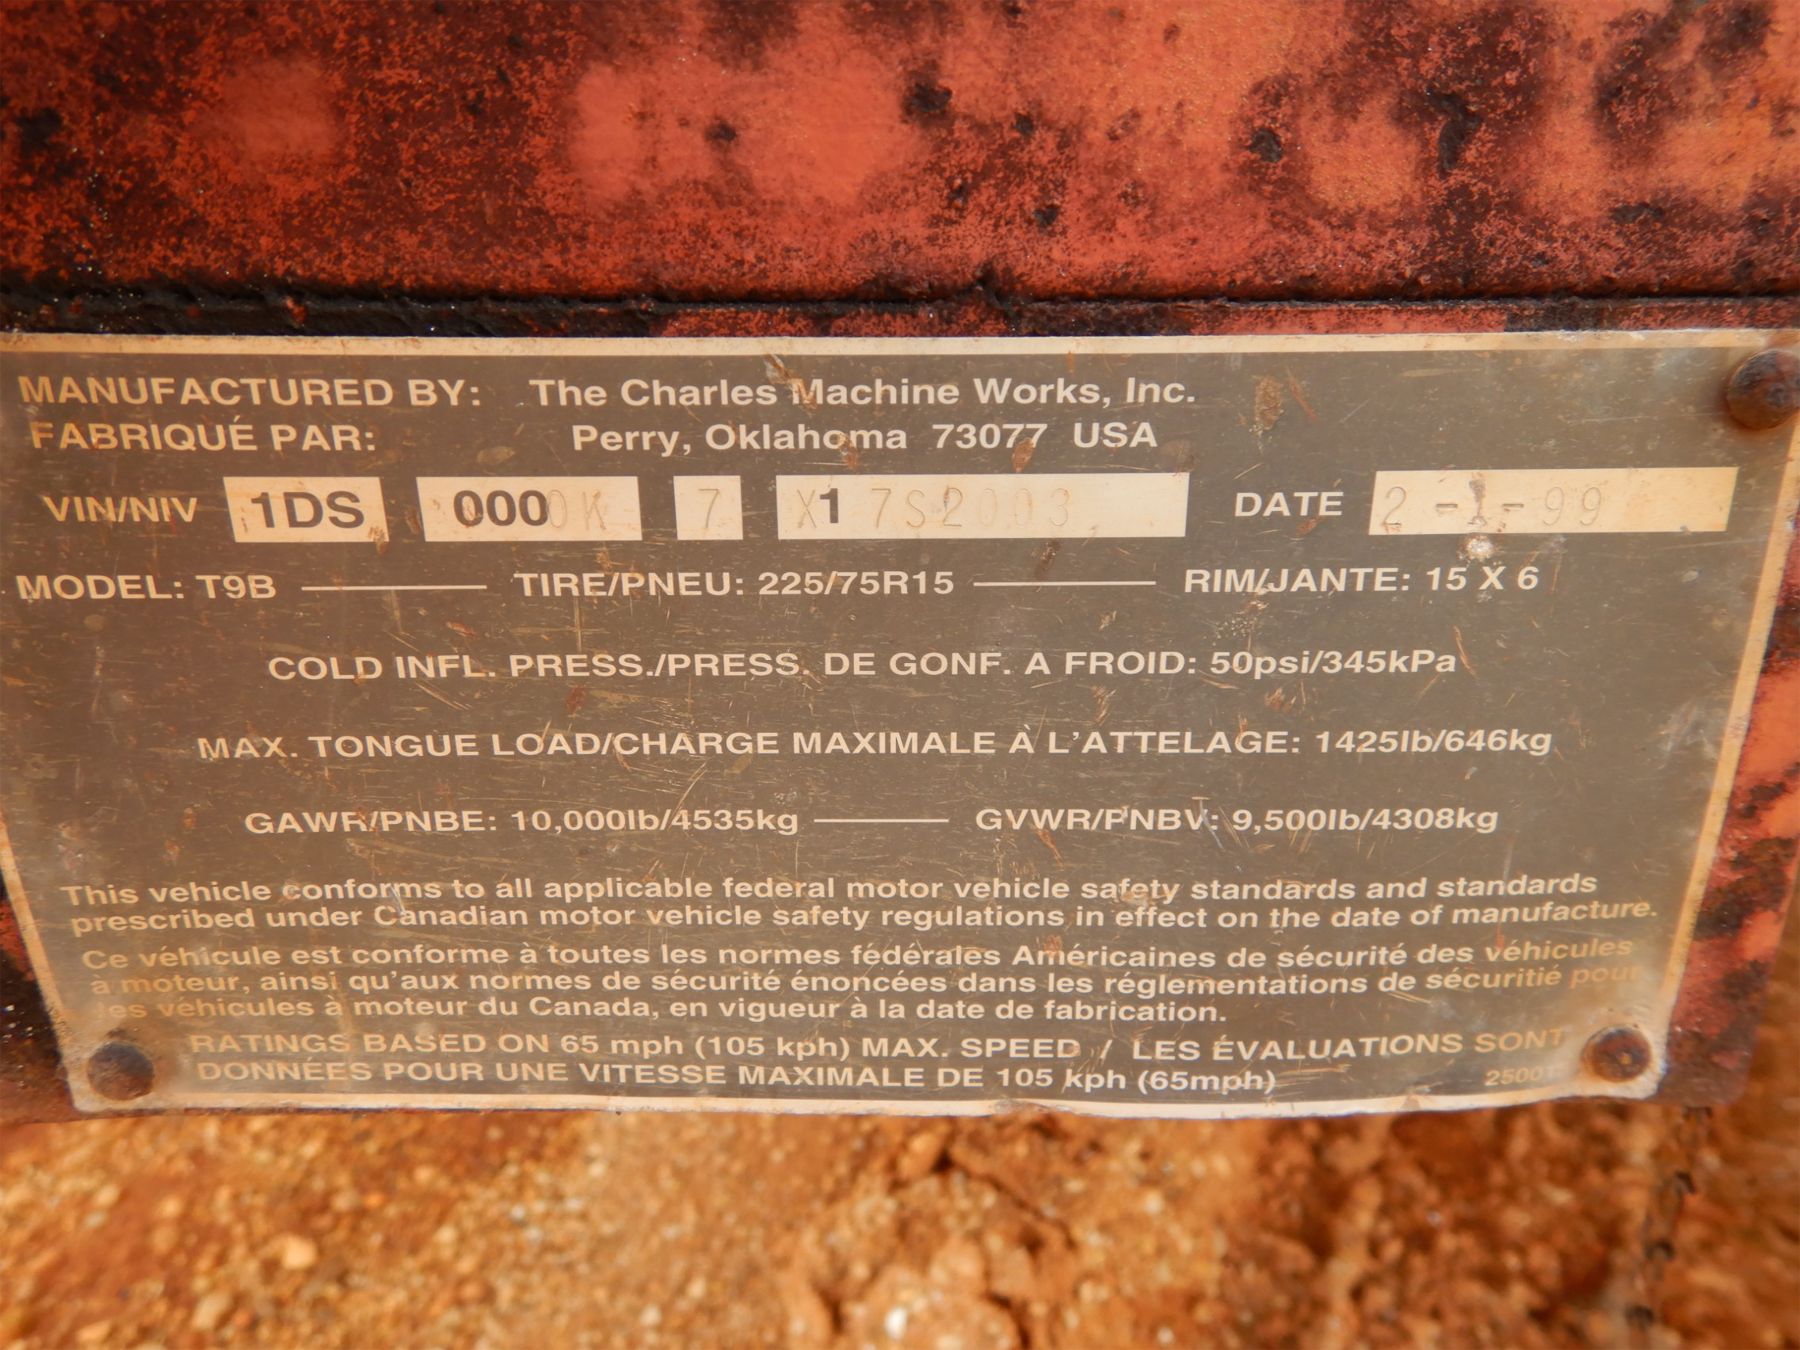 MANUFACTURED BY: The Charles Machine Works, Inc.
FABRIQUÉ PAR: Perry, Oklahoma 73077 USA
VIN/NIV 1DS 0000K 7 X17S2003 DATE 2-1-99
MODEL: T9B TIRE/PNEU: 225/75R15 RIM/JANTE: 15 X 6
COLD INFL. PRESS./PRESS. DE GONF. A FROID: 50psi/345kPa
MAX. TONGUE LOAD/CHARGE MAXIMALE A L'ATTELAGE: 1425lb/646kg
GAWR/PNBE: 10,000lb/4535kg GVWR/PNBV: 9,500lb/4308kg
This vehicle conforms to all applicable federal motor vehicle safety standards and standards
prescribed under Canadian motor vehicle safety regulations in effect on the date of manufacture.
Ce véhicule est conforme à toutes les normes fédérales Américaines de sécurité des véhicules
a moteur, ainsi qu'aux normes de sécurité énoncées dans les réglementations de sécuritié pour
les véhicules à moteur du Canada, en vigueur à la date de fabrication.
RATINGS BASED ON 65 mph (105 kph) MAX. SPEED / LES ÉVALUATIONS SONT
DONNÉES POUR UNE VITESSE MAXIMALE DE 105 kph (65mph)